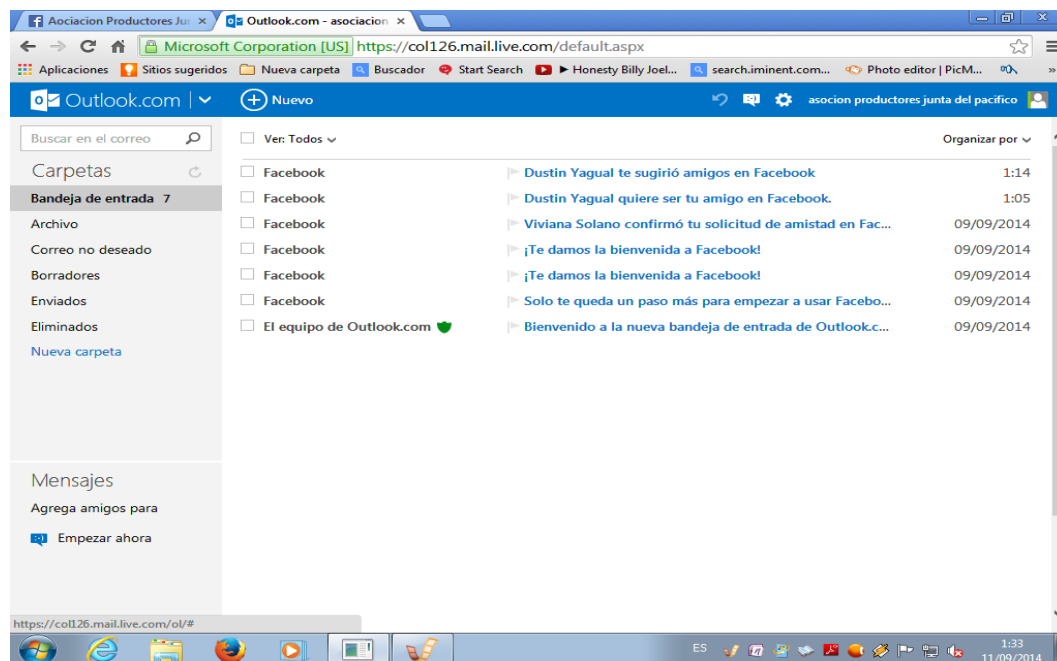 Aociacion Productores Ju
Outlook.com - asociacion
Microsoft Corporation [US] https://col126.mail.live.com/default.aspx
Aplicaciones Sitios sugeridos Nueva carpeta Buscador Start Search ► Honesty Billy Joel... search.iminent.com... Photo editor | PicM... »
Outlook.com Nuevo asocion productores junta del pacifico
Buscar en el correo Ver: Todos Organizar por
Carpetas
Facebook Dustin Yagual te sugirió amigos en Facebook 1:14
Bandeja de entrada 7
Facebook Dustin Yagual quiere ser tu amigo en Facebook. 1:05
Archivo
Facebook Viviana Solano confirmó tu solicitud de amistad en Fac... 09/09/2014
Correo no deseado
Facebook ¡Te damos la bienvenida a Facebook! 09/09/2014
Borradores
Facebook ¡Te damos la bienvenida a Facebook! 09/09/2014
Enviados
Facebook Solo te queda un paso más para empezar a usar Facebo... 09/09/2014
Eliminados
El equipo de Outlook.com Bienvenido a la nueva bandeja de entrada de Outlook.c... 09/09/2014
Nueva carpeta
Mensajes
Agrega amigos para
Empezar ahora
https://col126.mail.live.com/ol/#
ES 1:33
11/09/2014